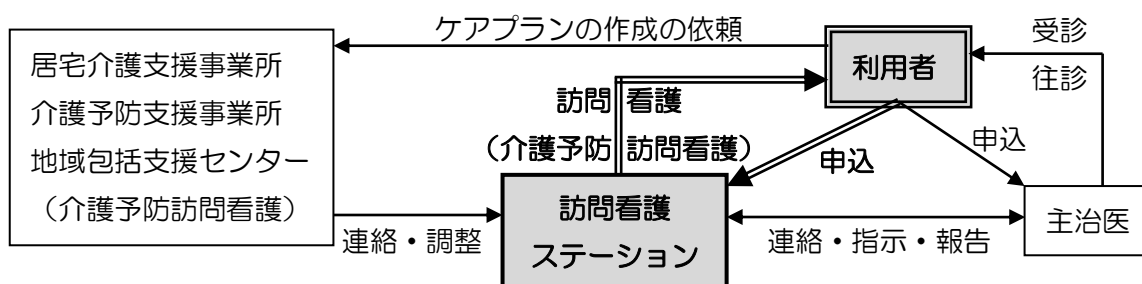 ケアプランの作成の依頼
居宅介護支援事業所
介護予防支援事業所
地域包括支援センター
（介護予防訪問看護）
利用者
受診
往診
訪問看護
（介護予防訪問看護）
申込
申込
訪問看護
ステーション
主治医
連絡・調整
連絡・指示・報告